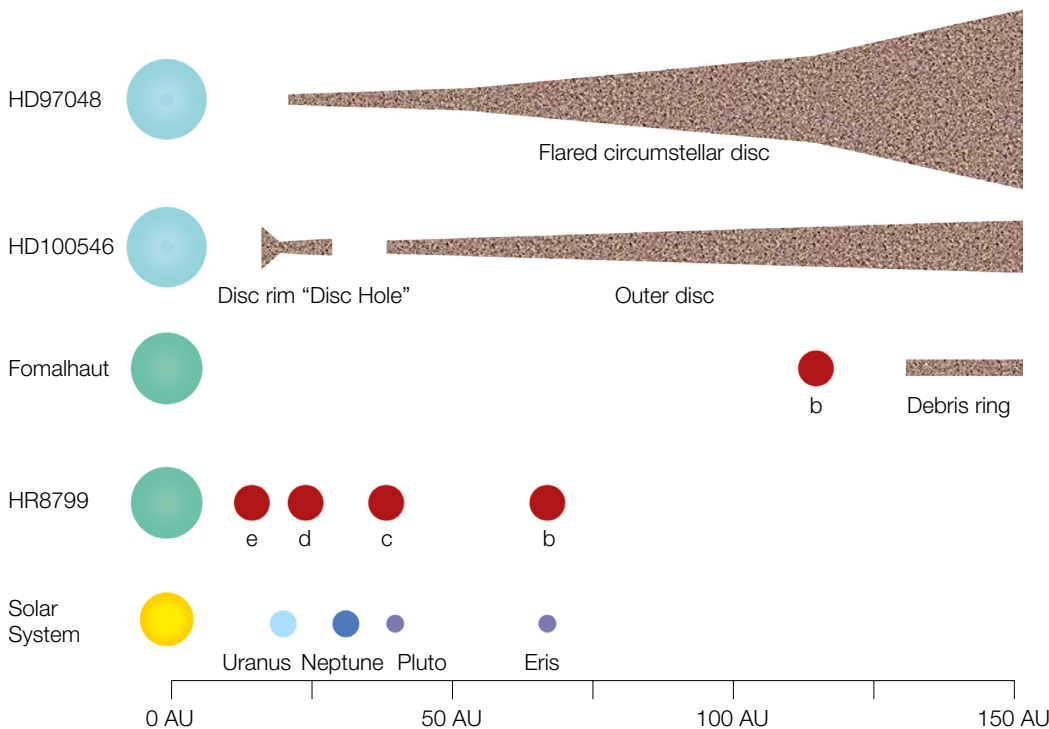 HD97048
Flared circumstellar disc
HD100546
Disc rim “Disc Hole”
Outer disc
Fomalhaut
b
Debris ring
HR8799
e
d
c
b
Solar
System
Uranus
Neptune
Pluto
Eris
0 AU
50 AU
100 AU
150 AU